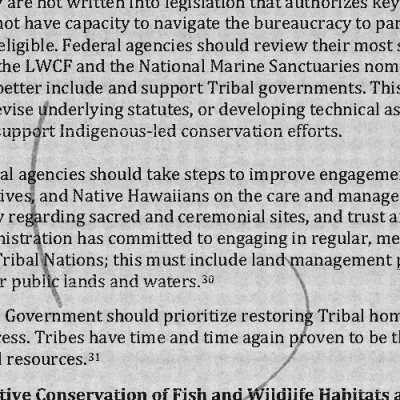 are not written into legislation that authorizes key
not have capacity to navigate the bureaucracy to par
eligible. Federal agencies should review their most s
the LWCF and the National Marine Sanctuaries nom
better include and support Tribal governments. This
evise underlying statutes, or developing technical as
support Indigenous-led conservation efforts.
al agencies should take steps to improve engageme
ives, and Native Hawaiians on the care and manage
y regarding sacred and ceremonial sites, and trust a
nistration has committed to engaging in regular, me
Tribal Nations; this must include land management p
r public lands and waters.30
Government should prioritize restoring Tribal hom
cess. Tribes have time and time again proven to be t
l resources.31
tive Conservation of Fish and Wildlife Habitats a